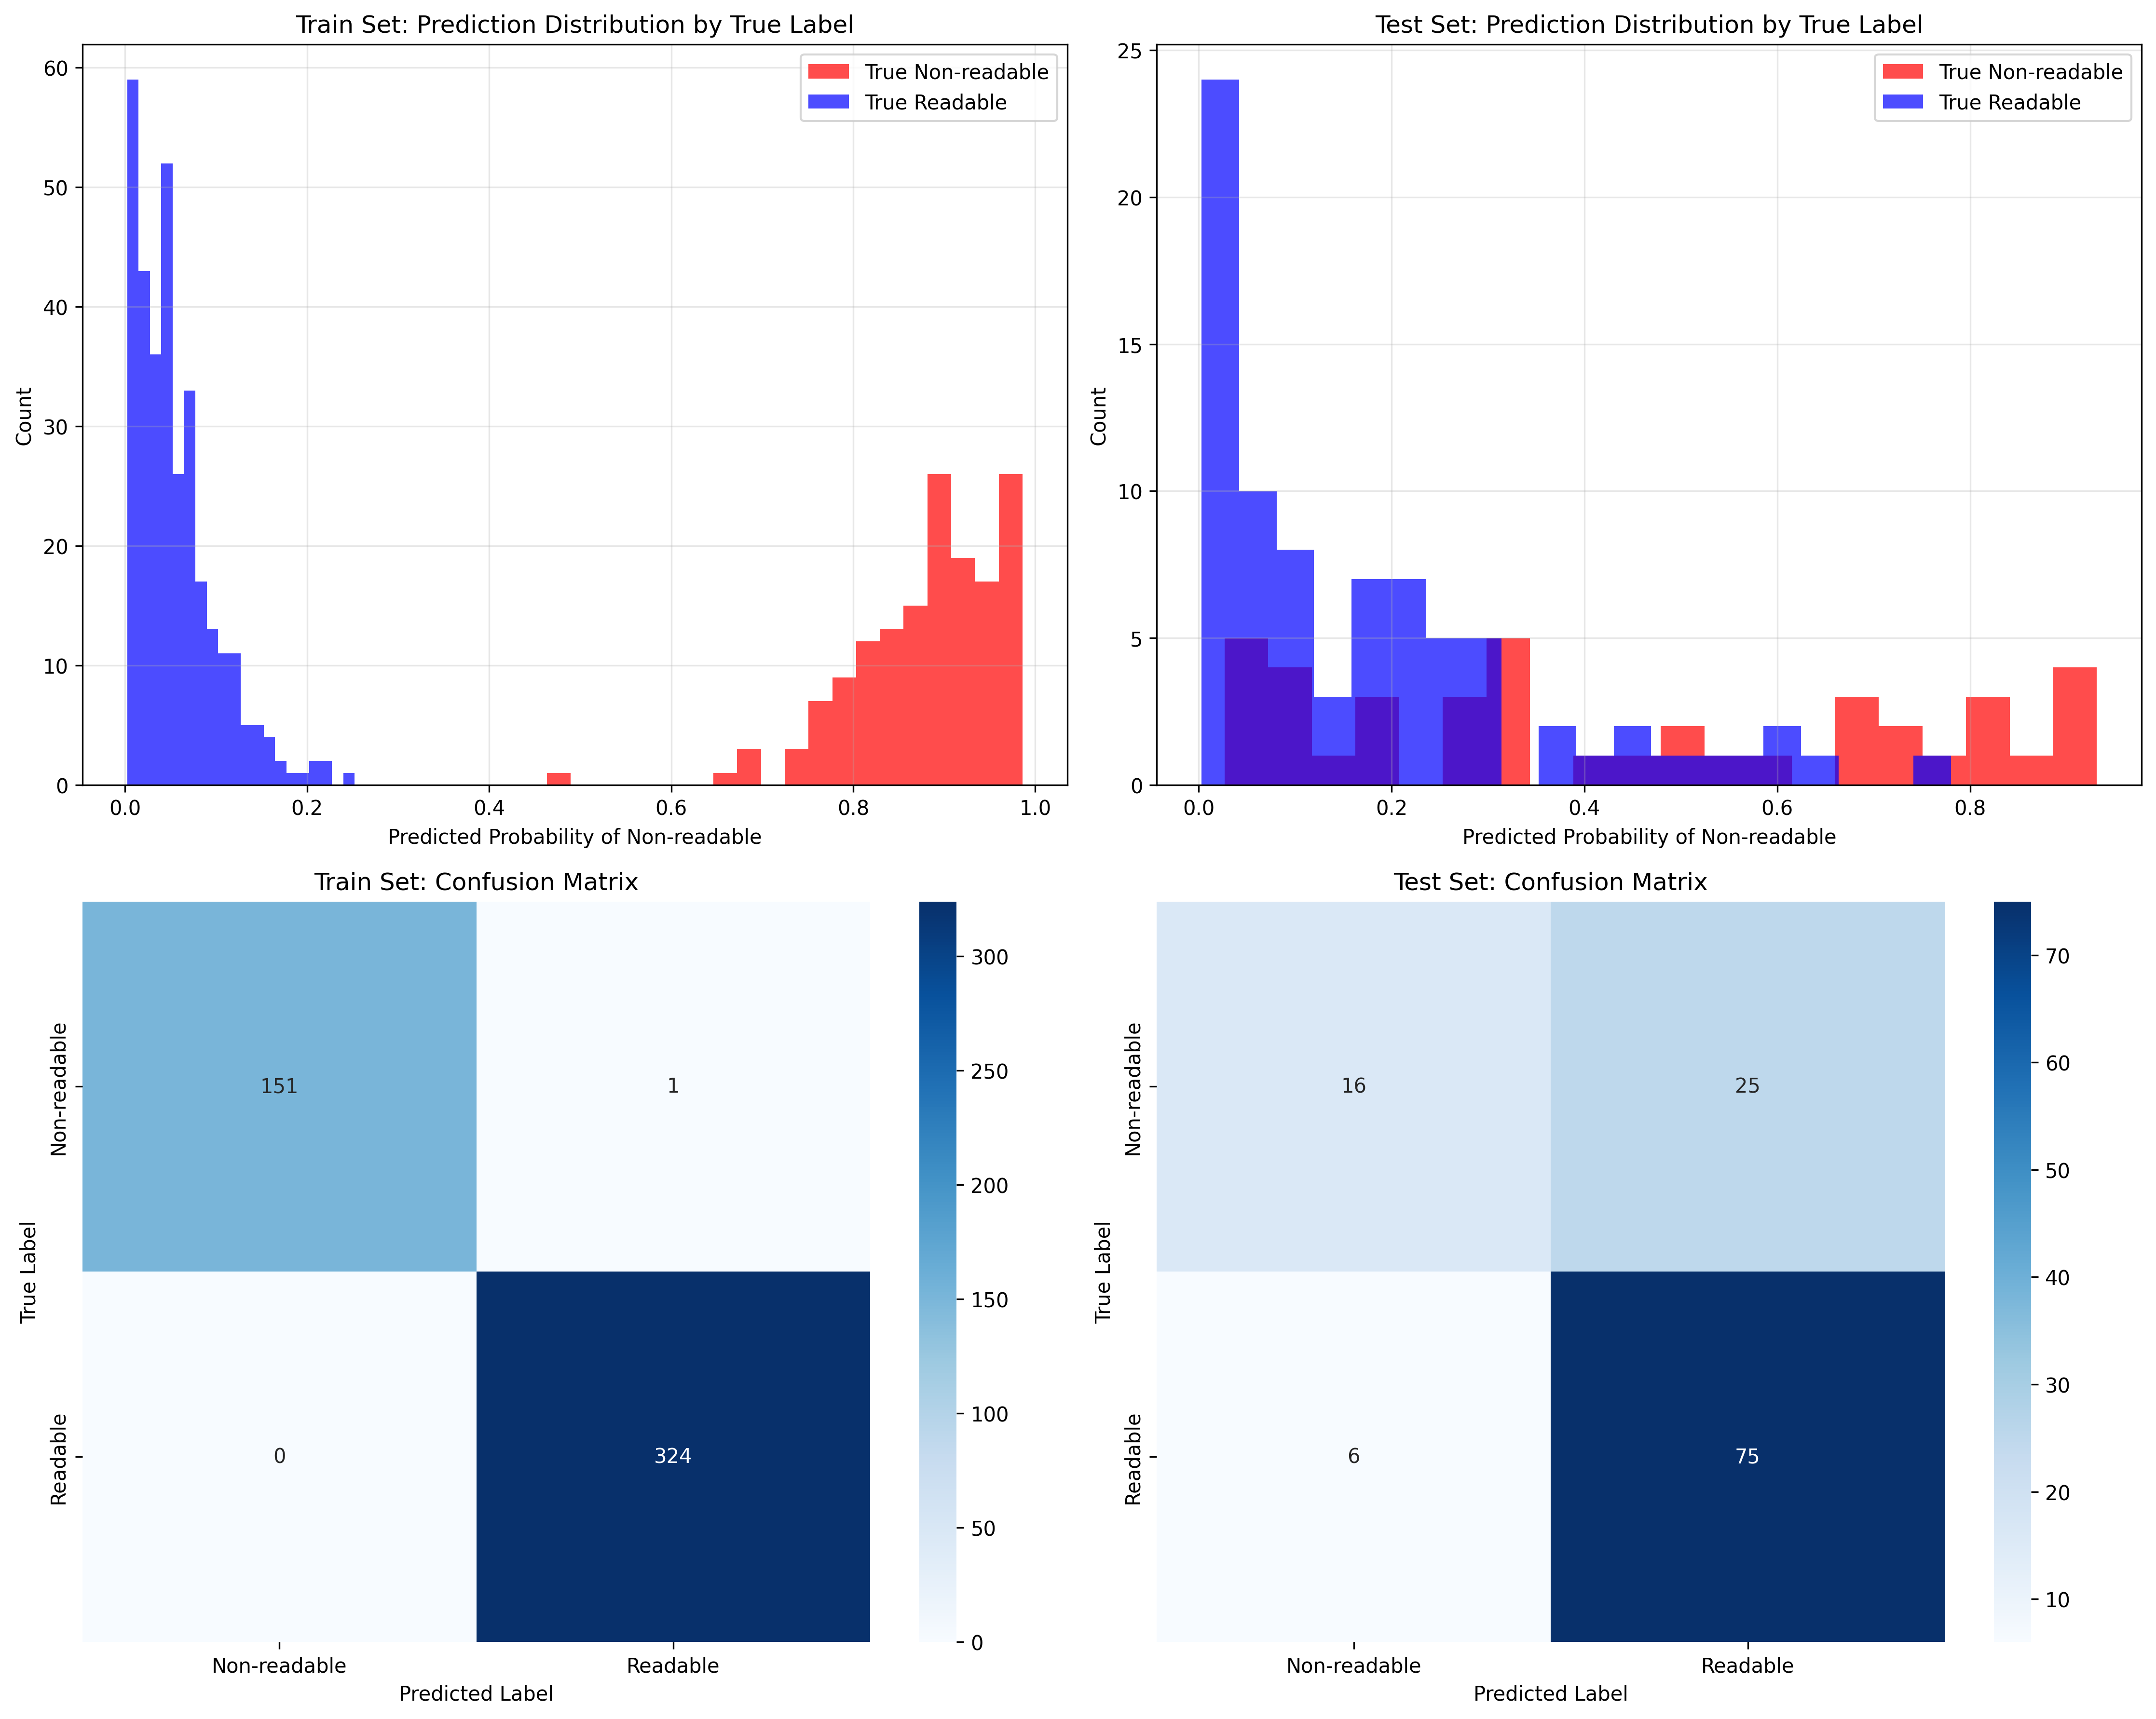 Train Set: Prediction Distribution by True Label
60
50
40
30
20
10
0
Count
True Non-readable
True Readable
0.0 0.2 0.4 0.6 0.8 1.0
Predicted Probability of Non-readable
Test Set: Prediction Distribution by True Label
25
20
15
10
5
0
Count
True Non-readable
True Readable
0.0 0.2 0.4 0.6 0.8
Predicted Probability of Non-readable
Train Set: Confusion Matrix
True Label
Non-readable
151 1
Readable
0 324
Non-readable Readable
Predicted Label
300
250
200
150
100
50
0
Test Set: Confusion Matrix
True Label
Non-readable
16 25
Readable
6 75
Non-readable Readable
Predicted Label
70
60
50
40
30
20
10